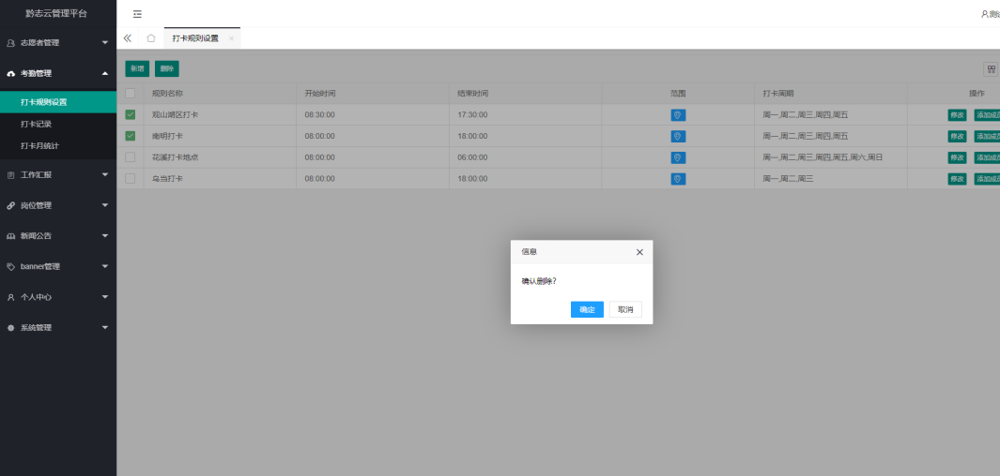 黔志云管理平台
测试
志愿者管理
打卡规则设置
考勤管理
新增 删除
打卡规则设置
打卡记录
打卡月统计
工作汇报
岗位管理
新闻公告
banner管理
个人中心
系统管理
规则名称 开始时间 结束时间 范围 打卡周期 操作
观山湖区打卡 08:30:00 17:30:00 周一,周二,周三,周四,周五 修改 添加成员
南明打卡 08:00:00 18:00:00 周一,周二,周三,周四,周五 修改 添加成员
花溪打卡地点 08:00:00 06:00:00 周一,周二,周三,周四,周五,周六,周日 修改 添加成员
乌当打卡 08:00:00 18:00:00 周一,周二,周三 修改 添加成员
信息
确认删除?
确定 取消